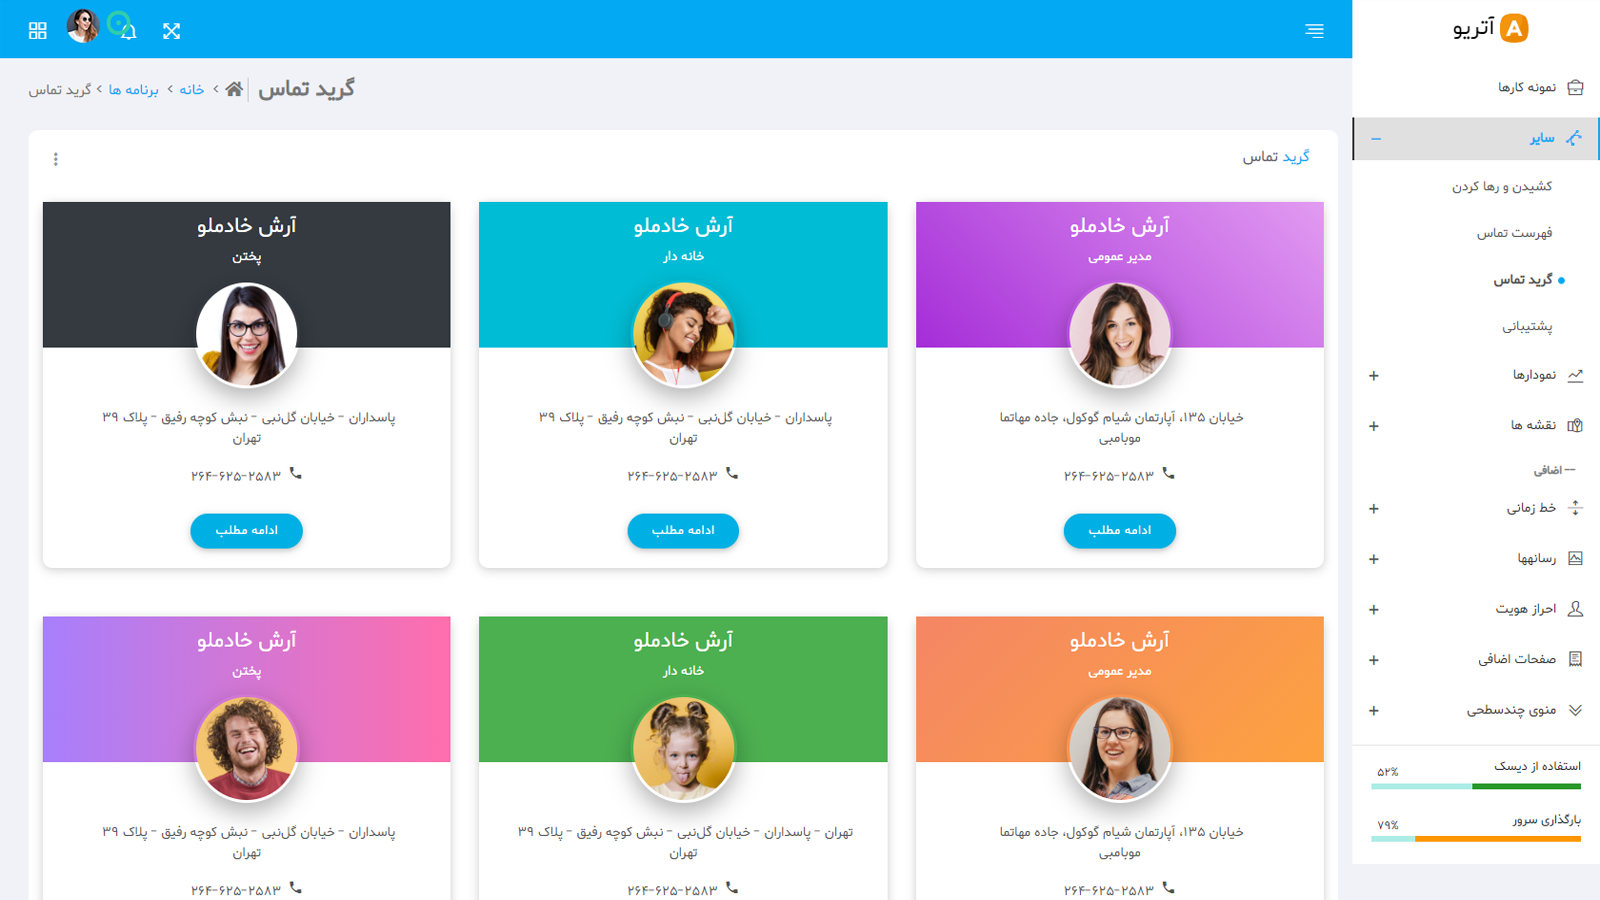 آتریو
A
گرید تماس
خانه
برنامه ها
گرید تماس
نمونه کارها
سایر
کشیدن و رها کردن
فهرست تماس
گرید تماس
پشتیبانی
نمودارها
نقشه ها
-- اضافی
خط زمانی
رسانهها
احراز هویت
صفحات اضافی
منوی چندسطحی
استفاده از دیسک
۵۲%
بارگذاری سرور
۷۹%
گرید تماس
آرش خادملو
مدیر عمومی
خیابان ۱۳۵، آپارتمان شیام گوکول، جاده مهاتما
موبامبی
۲۶۴-۶۲۵-۲۵۸۳
ادامه مطلب
آرش خادملو
خانه دار
پاسداران - خیابان گل‌نبی - نبش کوچه رفیق - پلاک ۳۹
تهران
۲۶۴-۶۲۵-۲۵۸۳
ادامه مطلب
آرش خادملو
پختن
پاسداران - خیابان گل‌نبی - نبش کوچه رفیق - پلاک ۳۹
تهران
۲۶۴-۶۲۵-۲۵۸۳
ادامه مطلب
آرش خادملو
مدیر عمومی
خیابان ۱۳۵، آپارتمان شیام گوکول، جاده مهاتما
موبامبی
۲۶۴-۶۲۵-۲۵۸۳
آرش خادملو
خانه دار
تهران - پاسداران - خیابان گل‌نبی - نبش کوچه رفیق - پلاک ۳۹
تهران
۲۶۴-۶۲۵-۲۵۸۳
آرش خادملو
پختن
پاسداران - خیابان گل‌نبی - نبش کوچه رفیق - پلاک ۳۹
تهران
۲۶۴-۶۲۵-۲۵۸۳